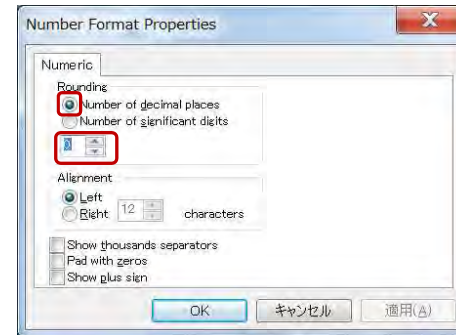 Number Format Properties
Numeric
Rounding
Number of decimal places
Number of significant digits
0
Alignment
Left
Right 12 characters
Show thousands separators
Pad with zeros
Show plus sign
OK キャンセル 適用(A)